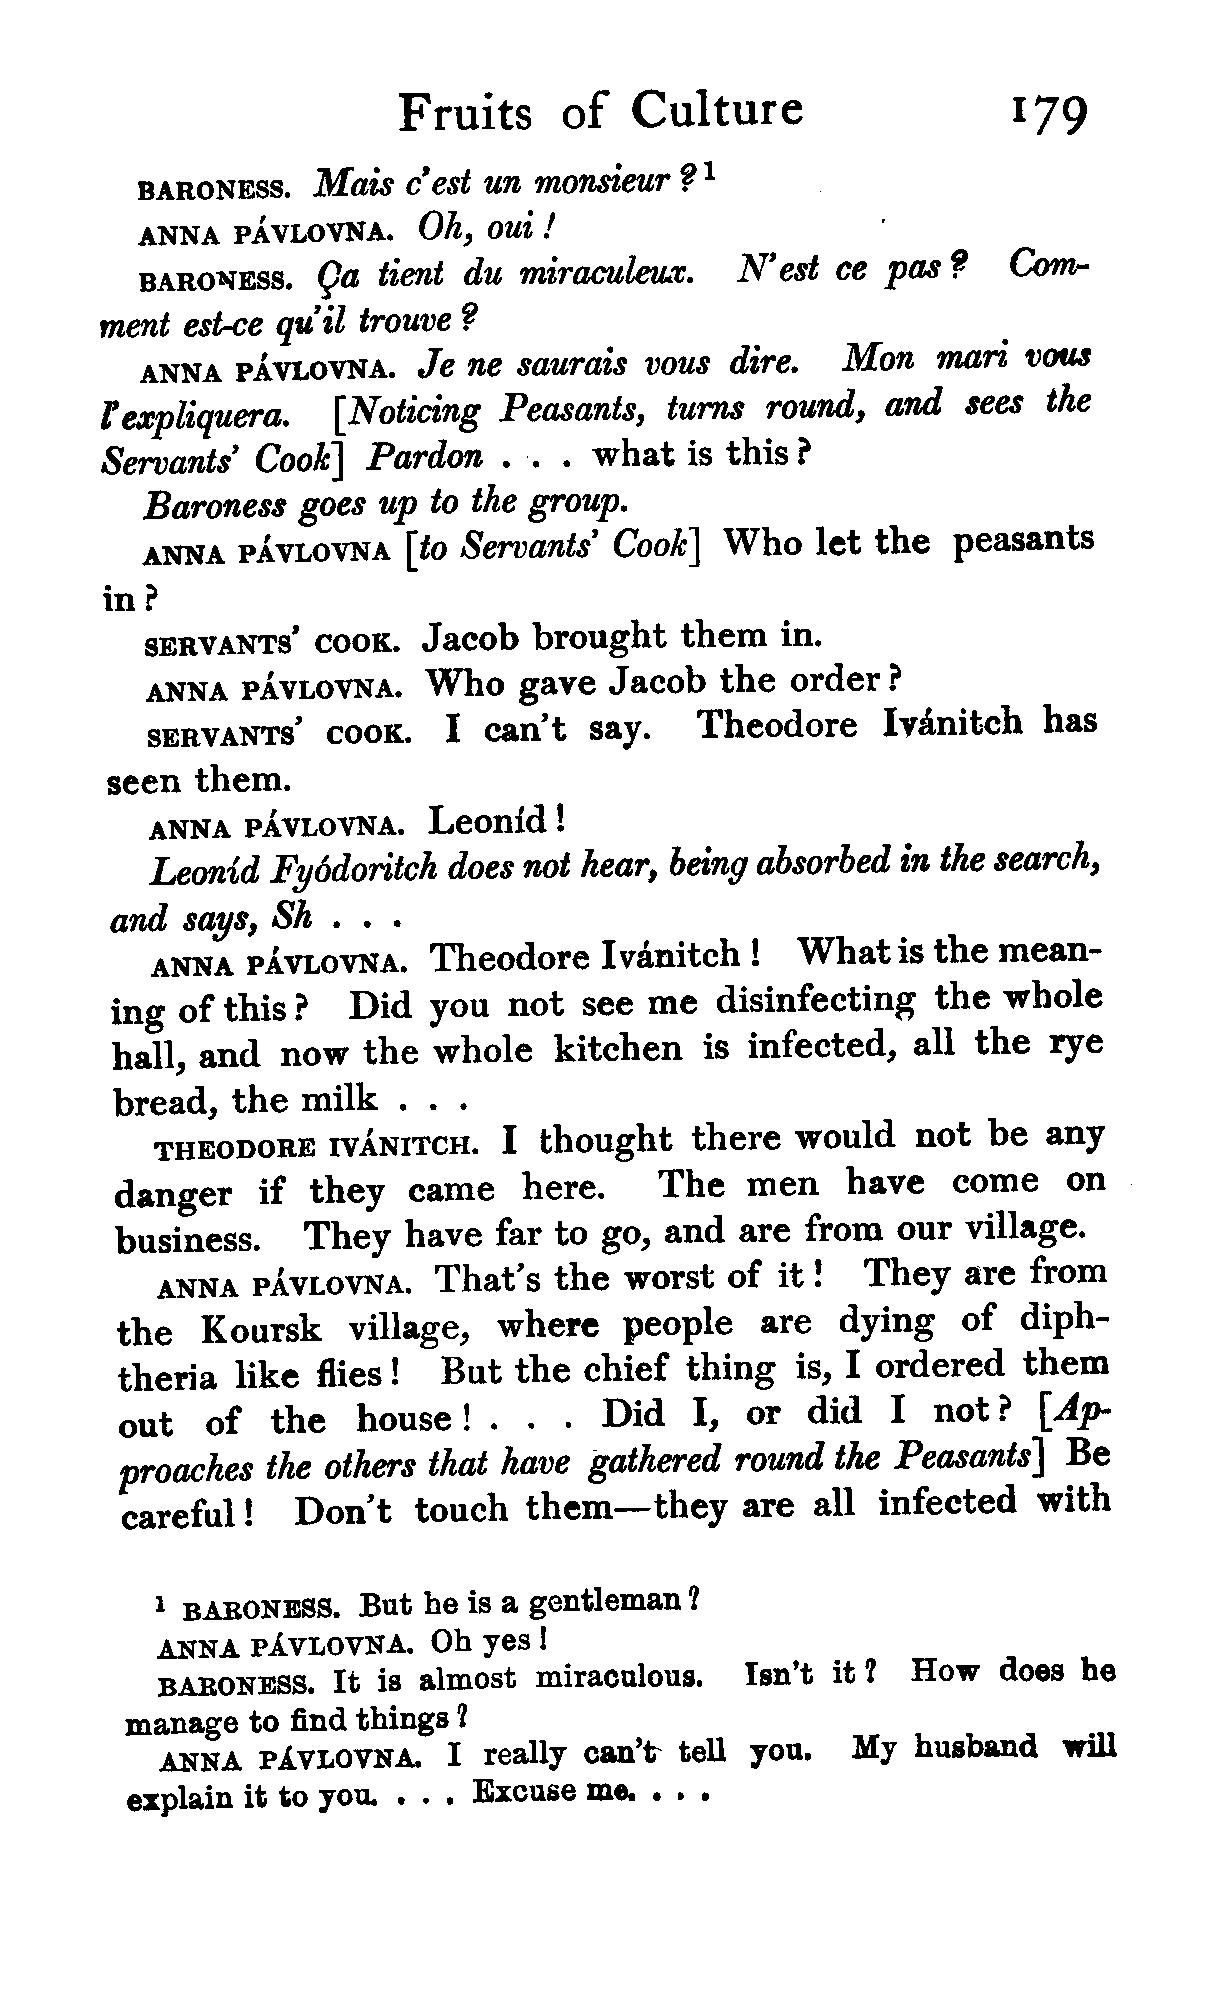 Fruits of Culture 179
BARONESS. Mais c'est un monsieur?¹
ANNA PÁVLOVNA. Oh, oui!
BARONESS. Ça tient du miraculeux. N'est ce pas? Com-
ment est-ce qu'il trouve?
ANNA PÁVLOVNA. Je ne saurais vous dire. Mon mari vous
l'expliquera. [Noticing Peasants, turns round, and sees the
Servants' Cook] Pardon . . . what is this?
Baroness goes up to the group.
ANNA PÁVLOVNA [to Servants' Cook] Who let the peasants
in?
SERVANTS' COOK. Jacob brought them in.
ANNA PÁVLOVNA. Who gave Jacob the order?
SERVANTS' COOK. I can't say. Theodore Ivánitch has
seen them.
ANNA PÁVLOVNA. Leoníd!
Leoníd Fyódoritch does not hear, being absorbed in the search,
and says, Sh . . .
ANNA PÁVLOVNA. Theodore Ivánitch! What is the mean-
ing of this? Did you not see me disinfecting the whole
hall, and now the whole kitchen is infected, all the rye
bread, the milk . . .
THEODORE IVÁNITCH. I thought there would not be any
danger if they came here. The men have come on
business. They have far to go, and are from our village.
ANNA PÁVLOVNA. That's the worst of it! They are from
the Koursk village, where people are dying of diph-
theria like flies! But the chief thing is, I ordered them
out of the house! . . . Did I, or did I not? [Ap-
proaches the others that have gathered round the Peasants] Be
careful! Don't touch them—they are all infected with
¹ BARONESS. But he is a gentleman?
ANNA PÁVLOVNA. Oh yes!
BARONESS. It is almost miraculous. Isn't it? How does he
manage to find things?
ANNA PÁVLOVNA. I really can't tell you. My husband will
explain it to you. . . . Excuse me. . . .